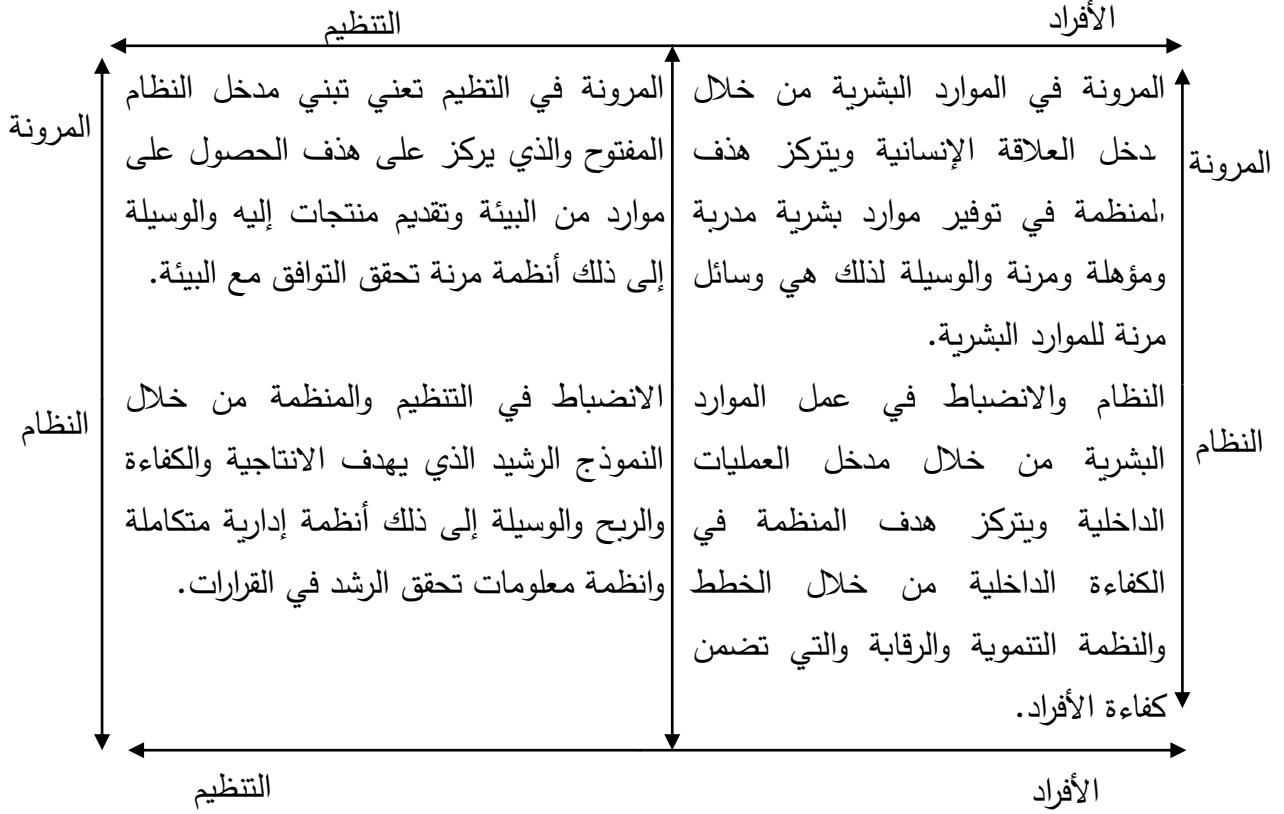 الأفراد
التنظيم
المرونة
المرونة في الموارد البشرية من خلال
دخل العلاقة الإنسانية ويتركز هذف
لمنظمة في توفير موارد بشرية مدربة
ومؤهلة ومرنة والوسيلة لذلك هي وسائل
مرنة للموارد البشرية.
المرونة في التظيم تعني تبني مدخل النظام
المفتوح والذي يركز على هذف الحصول على
موارد من البيئة وتقديم منتجات إليه والوسيلة
إلى ذلك أنظمة مرنة تحقق التوافق مع البيئة.
المرونة
النظام
النظام والانضباط في عمل الموارد
البشرية من خلال مدخل العمليات
الداخلية ويتركز هدف المنظمة في
الكفاءة الداخلية من خلال الخطط
والنظمة التنموية والرقابة والتي تضمن
كفاءة الأفراد.
الانضباط في التنظيم والمنظمة من خلال
النموذج الرشيد الذي يهدف الانتاجية والكفاءة
والربح والوسيلة إلى ذلك أنظمة إدارية متكاملة
وانظمة معلومات تحقق الرشد في القرارات.
النظام
الأفراد
التنظيم